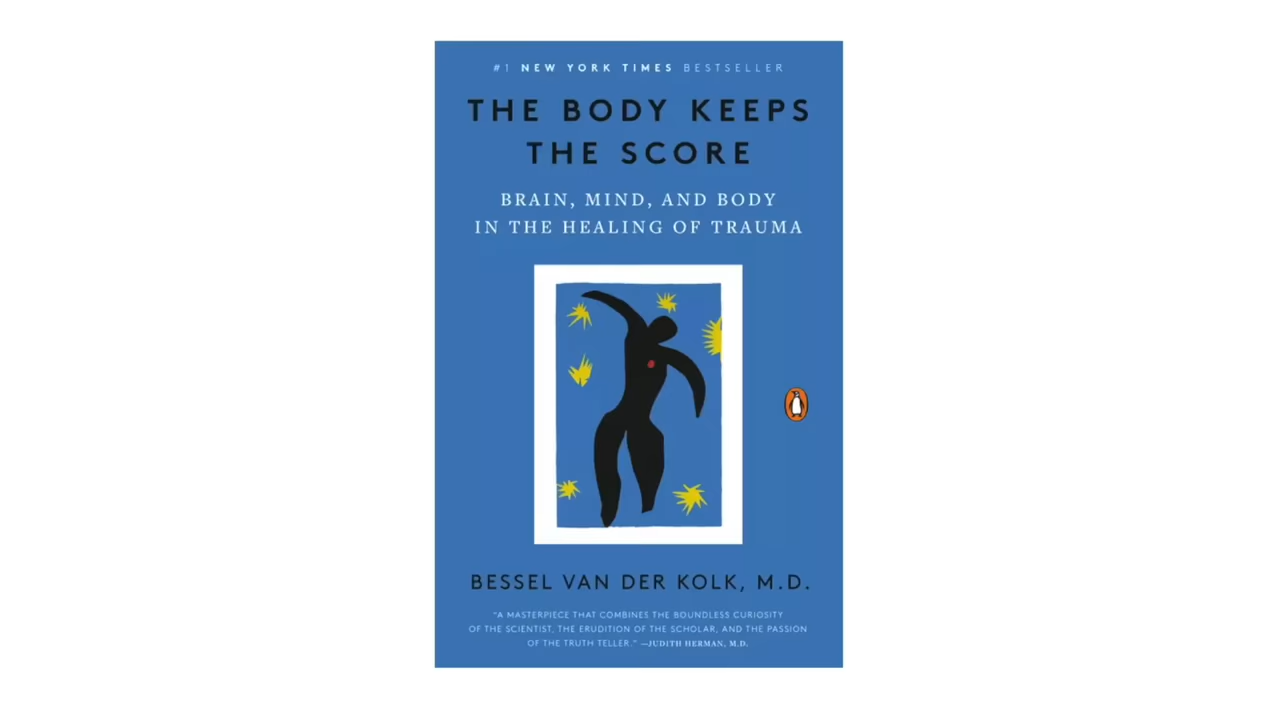 #1 NEW YORK TIMES BESTSELLER
THE BODY KEEPS
THE SCORE
BRAIN, MIND, AND BODY
IN THE HEALING OF TRAUMA
BESSEL VAN DER KOLK, M.D.
"A MASTERPIECE THAT COMBINES THE BOUNDLESS CURIOSITY
OF THE SCIENTIST, THE ERUDITION OF THE SCHOLAR, AND THE PASSION
OF THE TRUTH TELLER." —JUDITH HERMAN, M.D.